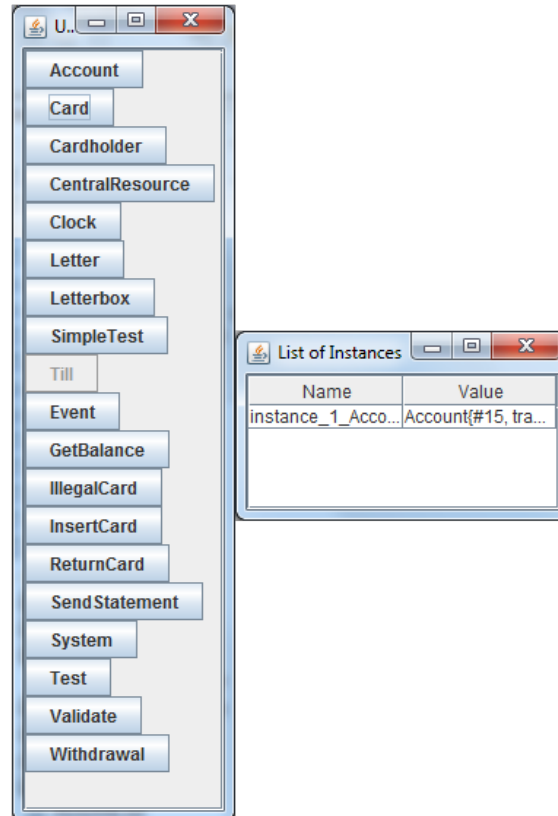 U..
Account
Card
Cardholder
CentralResource
Clock
Letter
Letterbox
SimpleTest
Till
Event
GetBalance
IllegalCard
InsertCard
ReturnCard
SendStatement
System
Test
Validate
Withdrawal
List of Instances
Name Value
instance_1_Acco... Account{#15, tra...